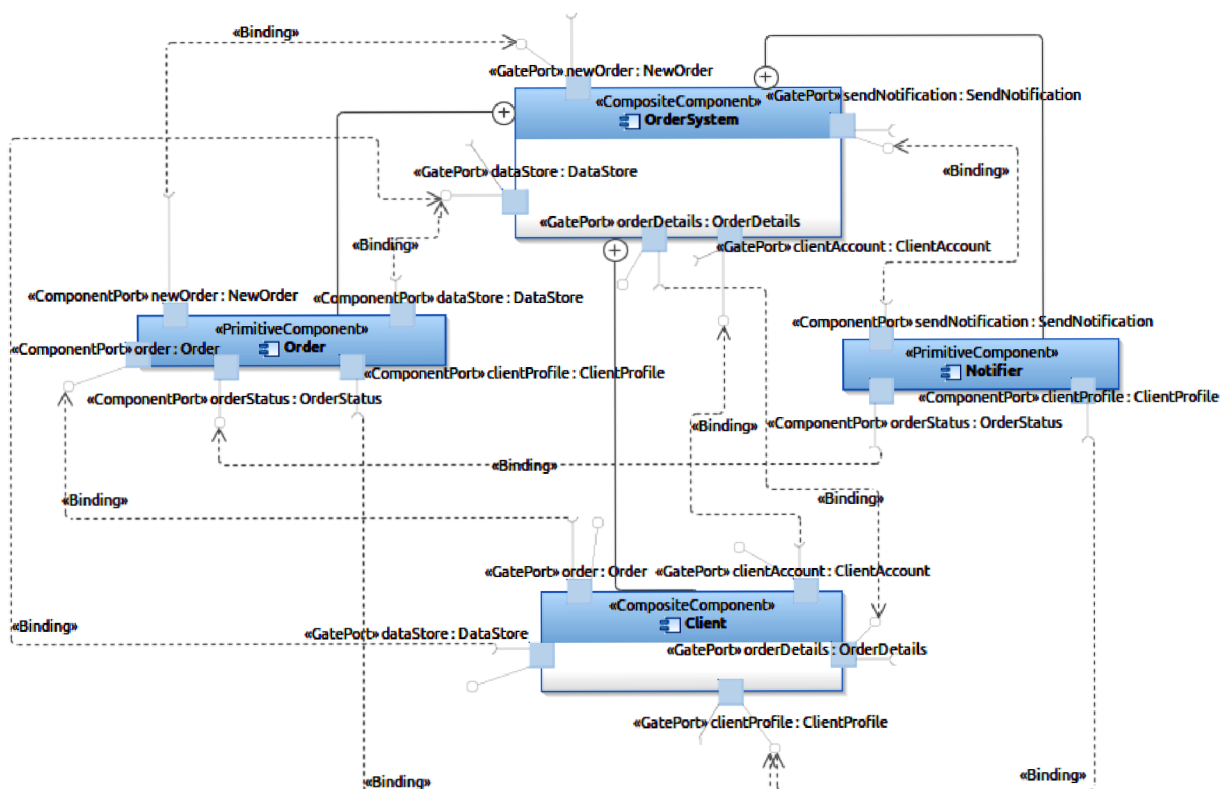 «Binding»
«GatePort» newOrder : NewOrder
«GatePort» sendNotification : SendNotification
«CompositeComponent»
OrderSystem
«Binding»
«GatePort» dataStore : DataStore
«GatePort» orderDetails : OrderDetails
«Binding»
«GatePort» clientAccount : ClientAccount
«ComponentPort» newOrder : NewOrder
«ComponentPort» dataStore : DataStore
«ComponentPort» sendNotification : SendNotification
«PrimitiveComponent»
Order
«ComponentPort» order : Order
«PrimitiveComponent»
Notifier
«ComponentPort» clientProfile : ClientProfile
«ComponentPort» orderStatus : OrderStatus
«ComponentPort» clientProfile : ClientProfile
«ComponentPort» orderStatus : OrderStatus
«Binding»
«Binding»
«Binding»
«Binding»
«GatePort» order : Order
«GatePort» clientAccount : ClientAccount
«CompositeComponent»
Client
«Binding»
«GatePort» dataStore : DataStore
«GatePort» orderDetails : OrderDetails
«GatePort» clientProfile : ClientProfile
«Binding»
«Binding»